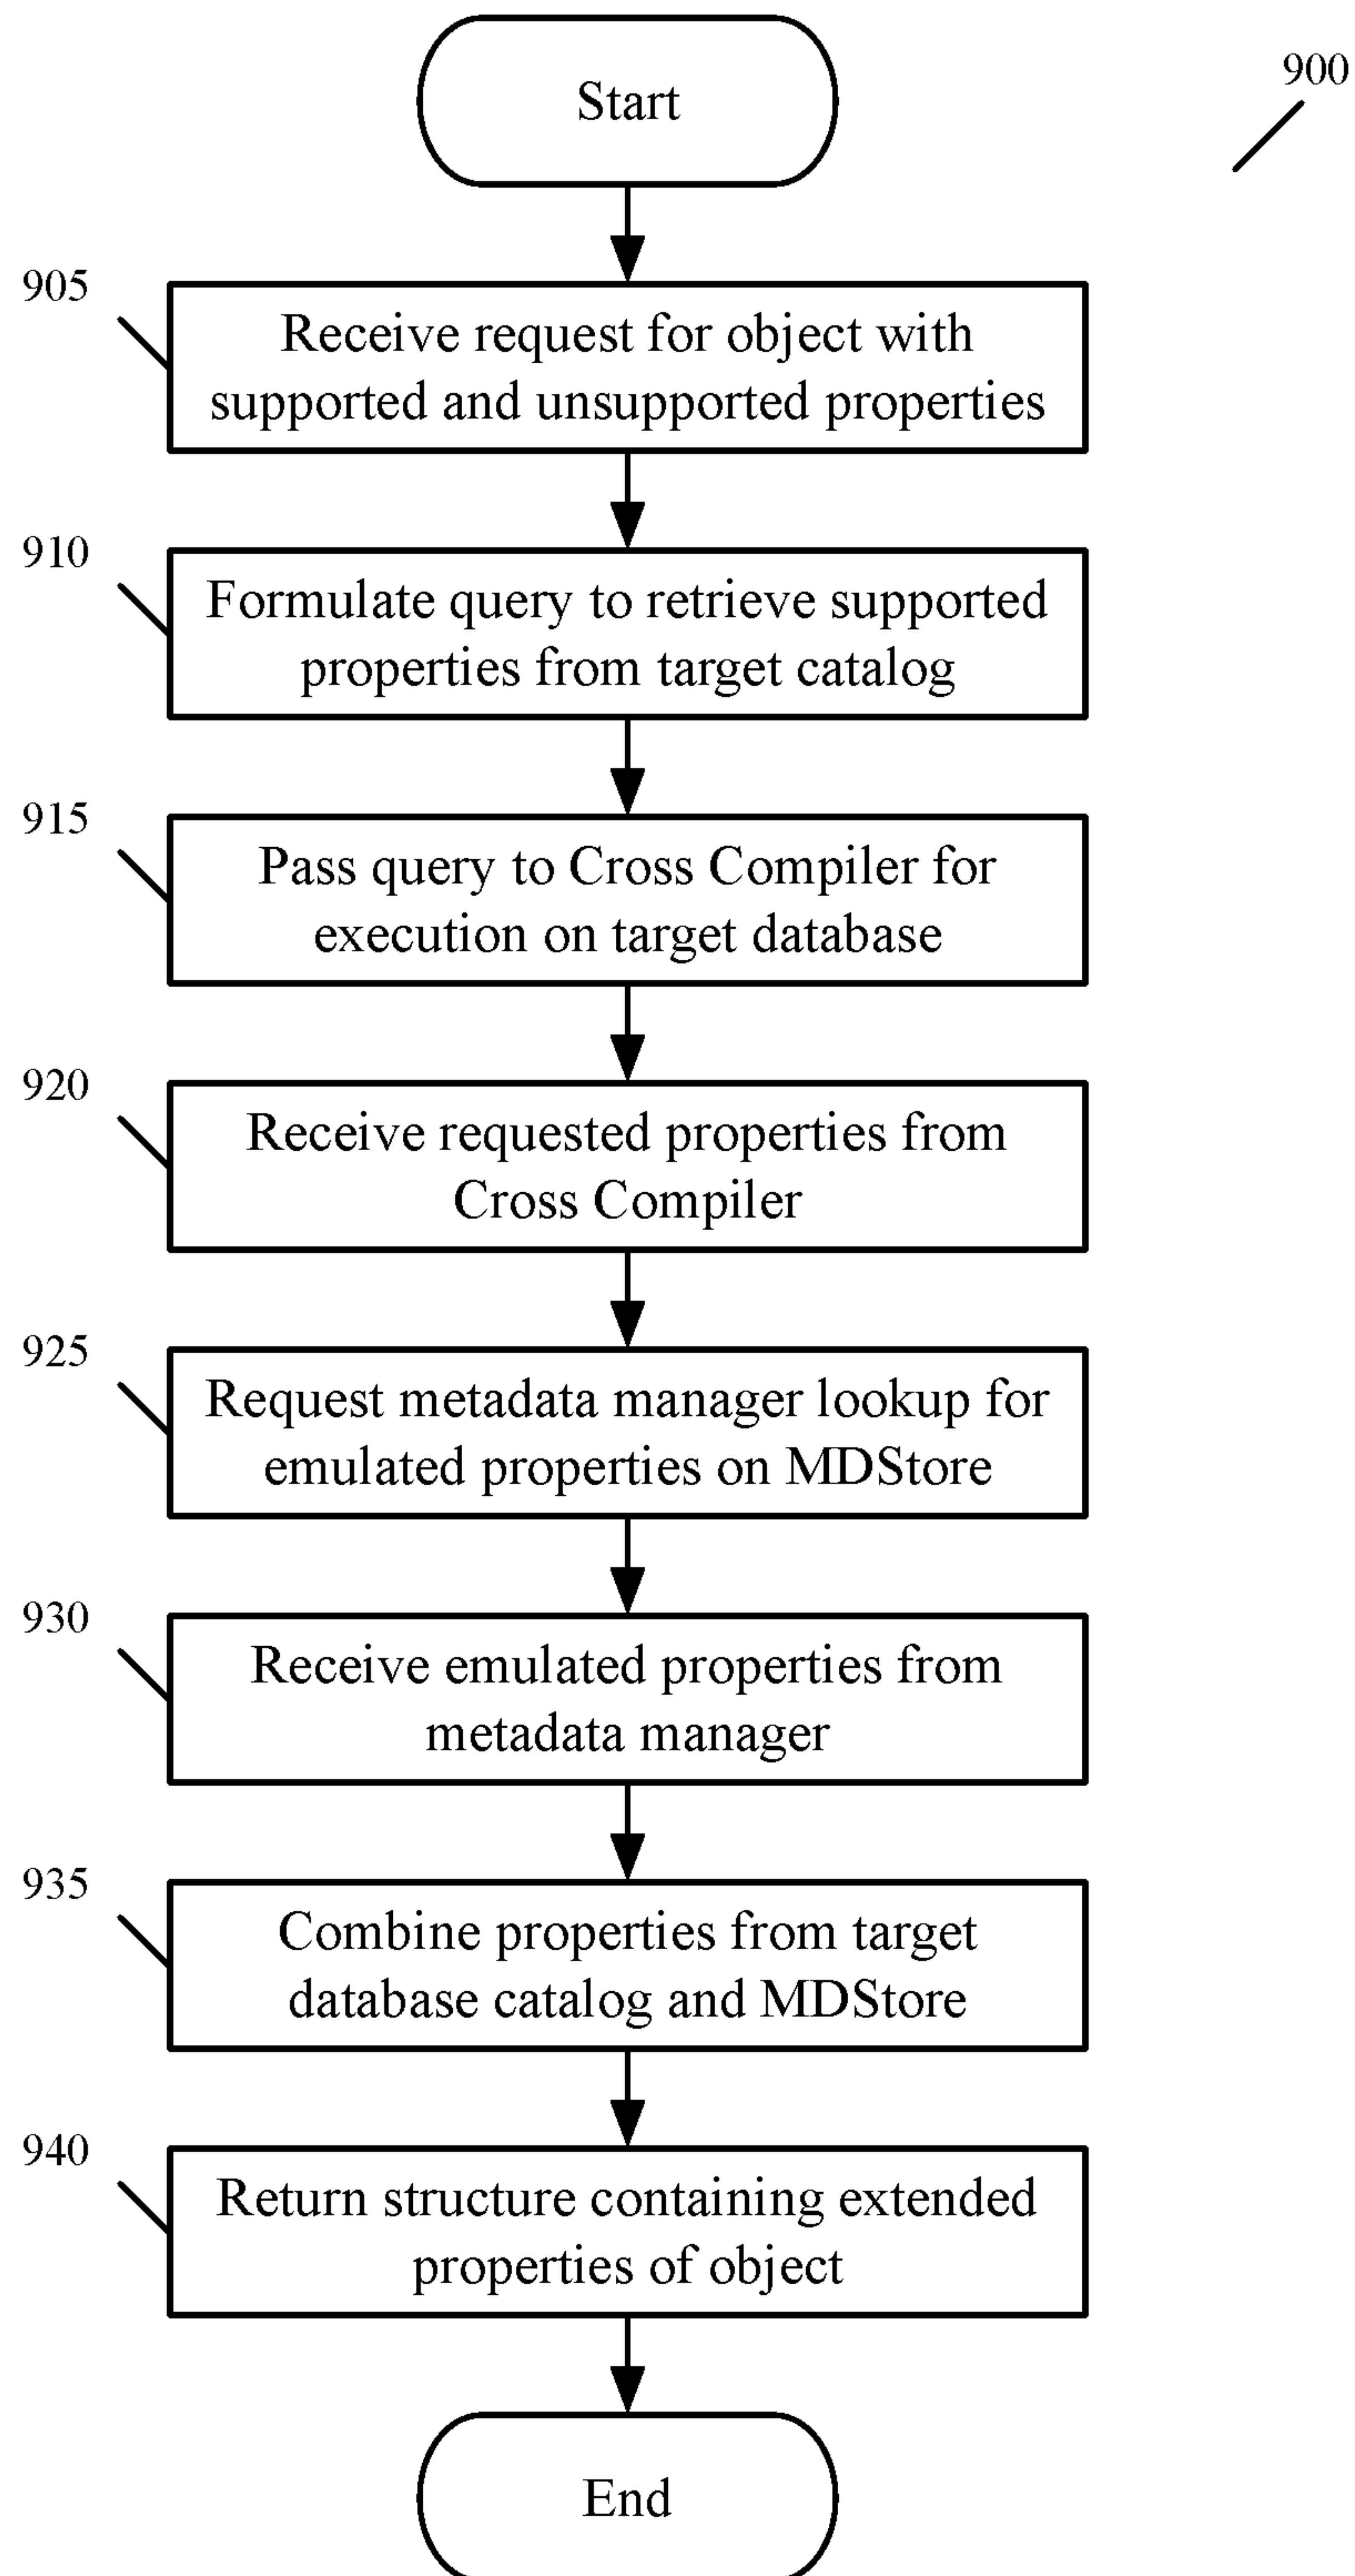 Start
900
905
Receive request for object with
supported and unsupported properties
910
Formulate query to retrieve supported
properties from target catalog
915
Pass query to Cross Compiler for
execution on target database
920
Receive requested properties from
Cross Compiler
925
Request metadata manager lookup for
emulated properties on MDStore
930
Receive emulated properties from
metadata manager
935
Combine properties from target
database catalog and MDStore
940
Return structure containing extended
properties of object
End